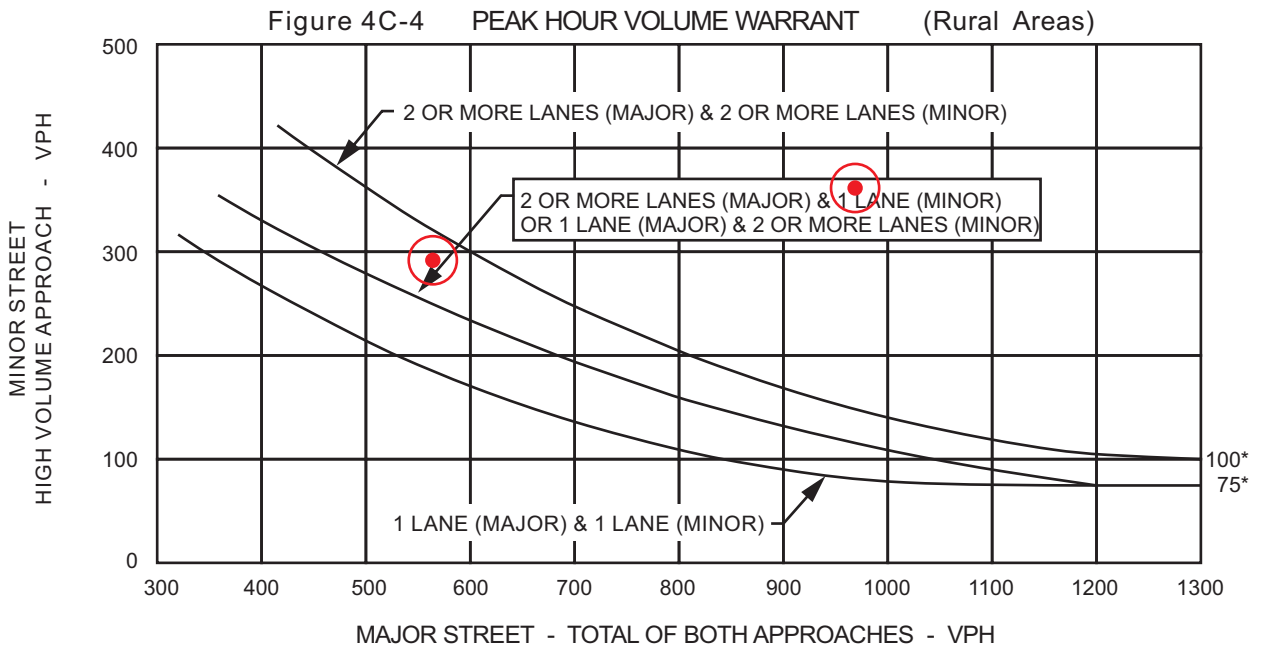 Figure 4C-4 PEAK HOUR VOLUME WARRANT (Rural Areas)
MINOR STREET
HIGH VOLUME APPROACH - VPH
500
400
300
200
100
0
2 OR MORE LANES (MAJOR) & 2 OR MORE LANES (MINOR)
2 OR MORE LANES (MAJOR) & 1 LANE (MINOR)
OR 1 LANE (MAJOR) & 2 OR MORE LANES (MINOR)
1 LANE (MAJOR) & 1 LANE (MINOR)
100*
75*
300 400 500 600 700 800 900 1000 1100 1200 1300
MAJOR STREET - TOTAL OF BOTH APPROACHES - VPH